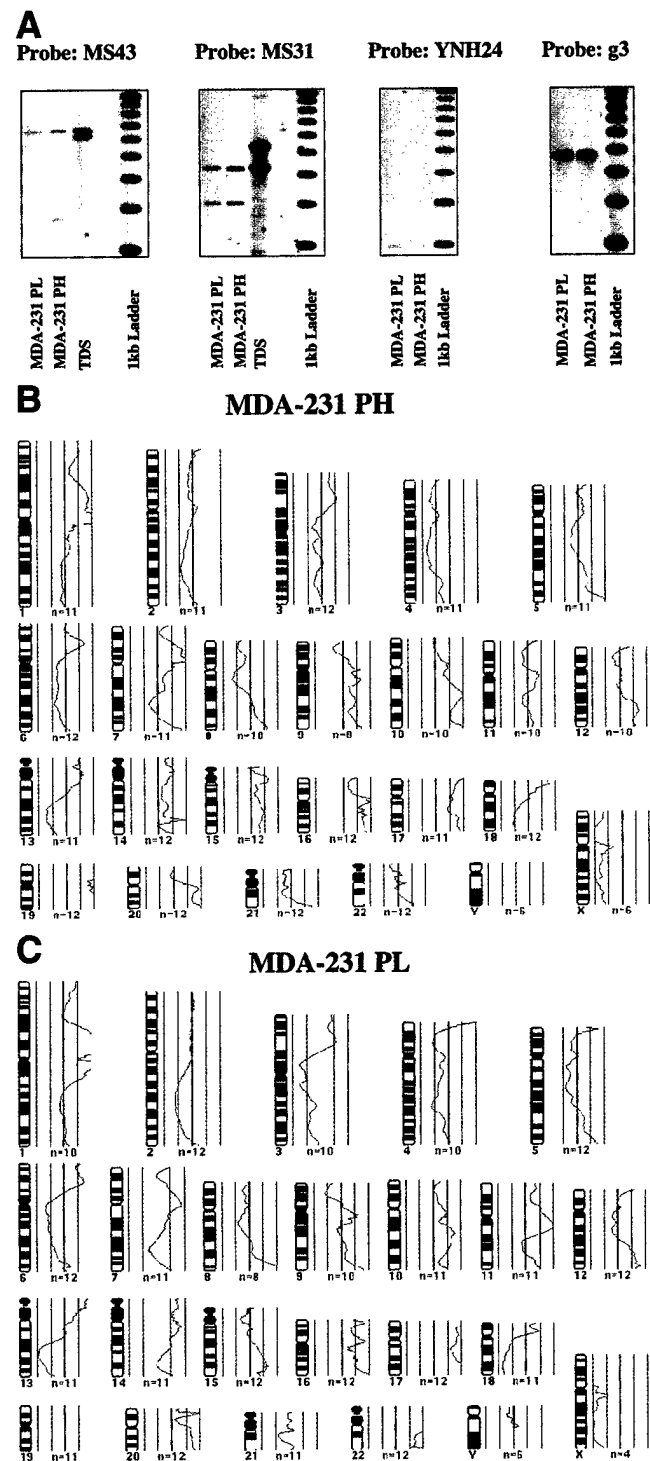 A
Probe: MS43 Probe: MS31 Probe: YNH24 Probe: g3
MDA-231 PL MDA-231 PH TDS 1kb Ladder MDA-231 PL MDA-231 PH TDS 1kb Ladder MDA-231 PL MDA-231 PH 1kb Ladder MDA-231 PL MDA-231 PH 1kb Ladder
B
MDA-231 PH
1 n=11 2 n=11 3 n=12 4 n=11 5 n=11
6 n=12 7 n=11 8 n=10 9 n=8 10 n=10 11 n=10 12 n=10
13 n=11 14 n=12 15 n=12 16 n=12 17 n=11 18 n=12
19 n=12 20 n=12 21 n=12 22 n=12 Y n=6 X n=6
C
MDA-231 PL
1 n=10 2 n=12 3 n=10 4 n=10 5 n=12
6 n=12 7 n=11 8 n=8 9 n=10 10 n=11 11 n=11 12 n=12
13 n=11 14 n=11 15 n=12 16 n=12 17 n=12 18 n=11
19 n=11 20 n=12 21 n=11 22 n=12 Y n=6 X n=4